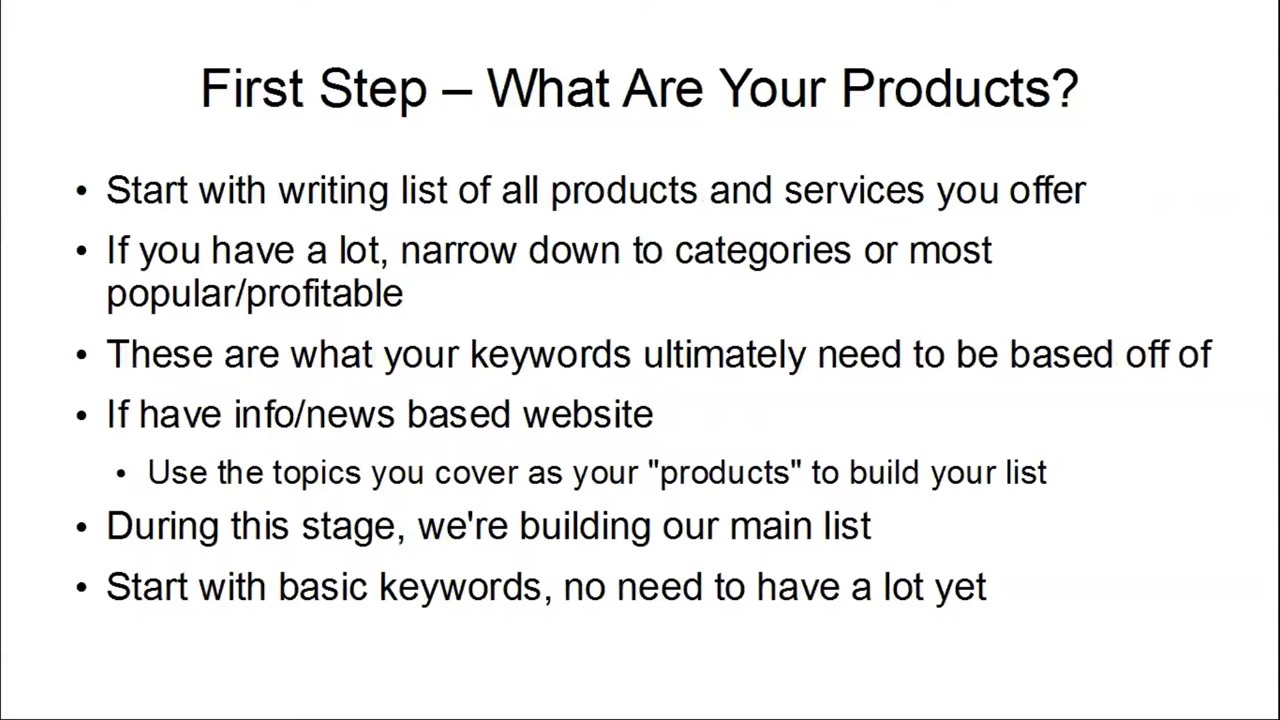 First Step – What Are Your Products?
• Start with writing list of all products and services you offer
• If you have a lot, narrow down to categories or most
popular/profitable
• These are what your keywords ultimately need to be based off of
• If have info/news based website
• Use the topics you cover as your "products" to build your list
• During this stage, we're building our main list
• Start with basic keywords, no need to have a lot yet